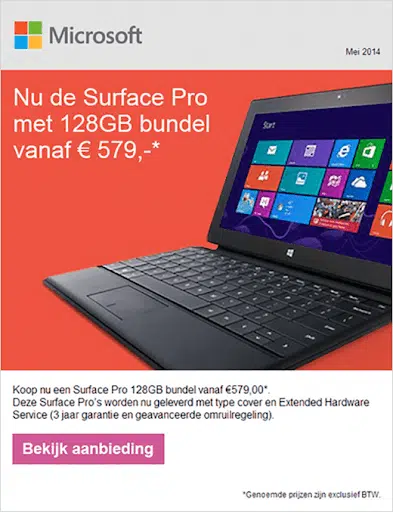 Microsoft
Mei 2014
Nu de Surface Pro
met 128GB bundel
vanaf € 579,-*
Start
Koop nu een Surface Pro 128GB bundel vanaf €579,00*.
Deze Surface Pro's worden nu geleverd met type cover en Extended Hardware
Service (3 jaar garantie en geavanceerde omruilregeling).
Bekijk aanbieding
*Genoemde prijzen zijn exclusief BTW.